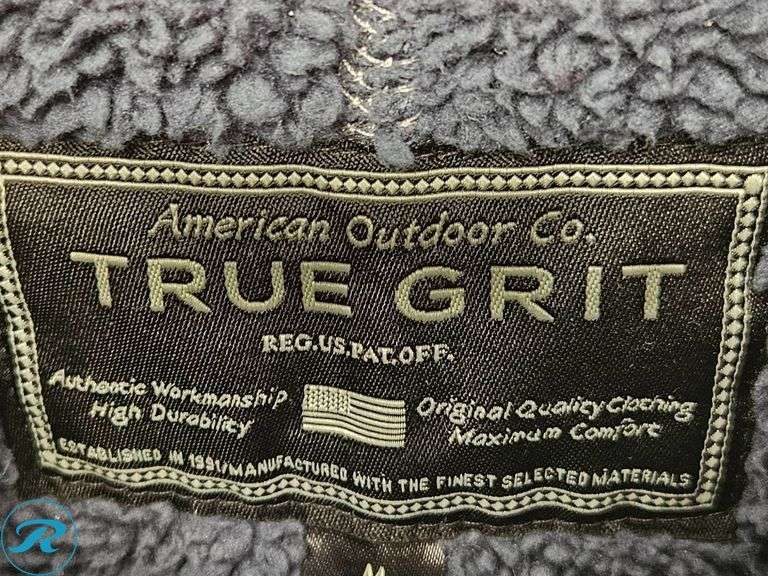 American Outdoor Co.
TRUE GRIT
REG.US.PAT.OFF.
Authentic Workmanship
High Durability
Original Quality Clothing
Maximum Comfort
ESTABLISHED IN 1991/MANUFACTURED WITH THE FINEST SELECTED MATERIALS
M
R